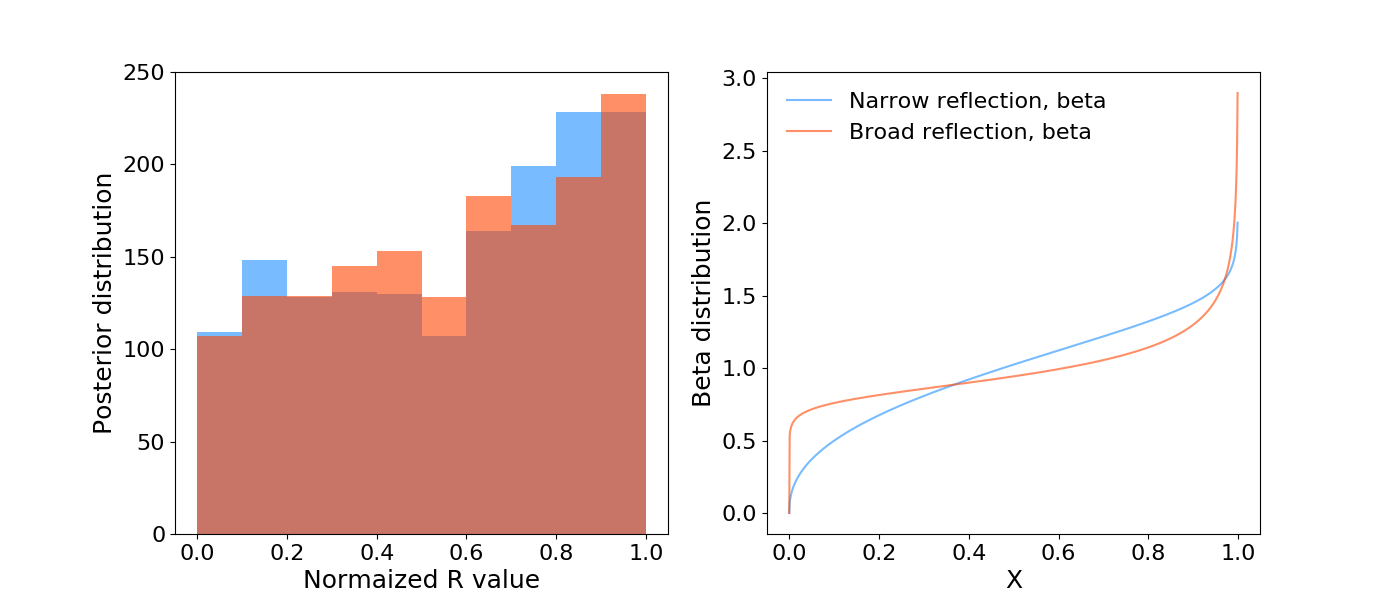 250
200
150
100
50
0
Posterior distribution
0.0 0.2 0.4 0.6 0.8 1.0
Normaized R value
3.0
2.5
2.0
1.5
1.0
0.5
0.0
Beta distribution
Narrow reflection, beta
Broad reflection, beta
0.0 0.2 0.4 0.6 0.8 1.0
X